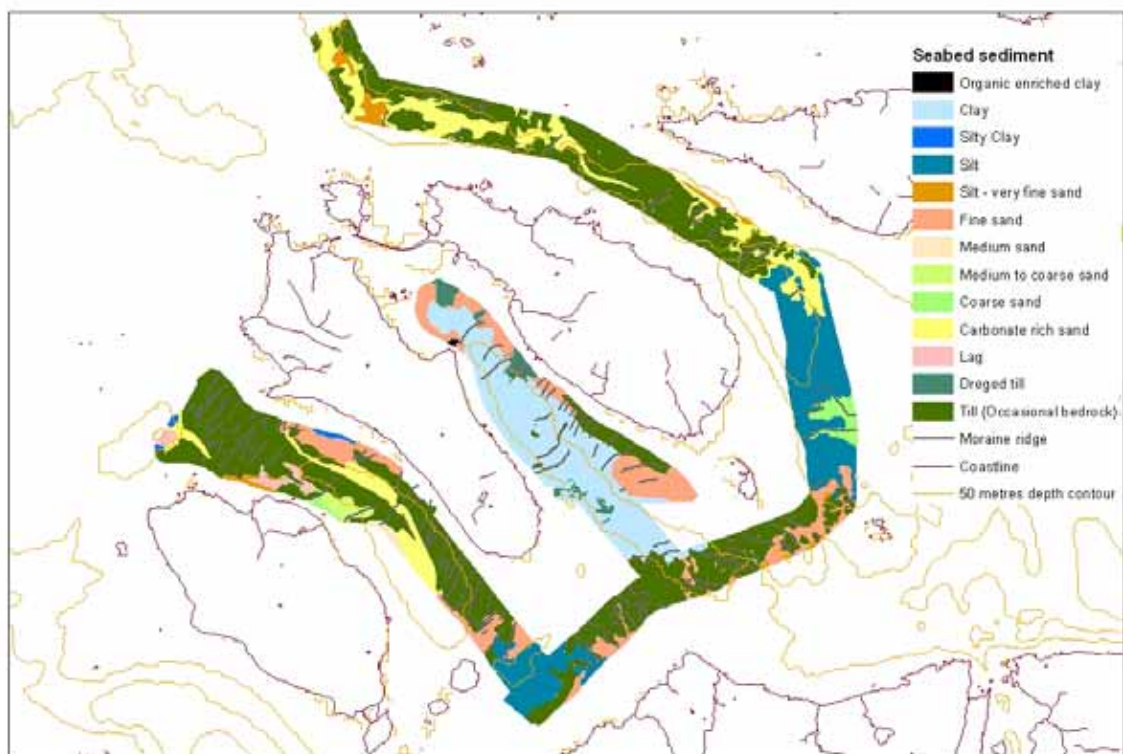 Seabed sediment
Organic enriched clay
Clay
Silty Clay
Silt
Silt - very fine sand
Fine sand
Medium sand
Medium to coarse sand
Coarse sand
Carbonate rich sand
Lag
Dreged till
Till (Occasional bedrock)
Moraine ridge
Coastline
50 metres depth contour